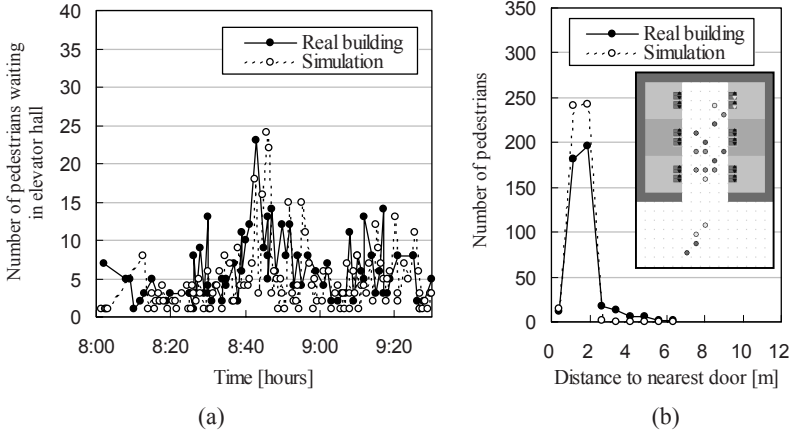 40
35
30
25
20
15
10
5
0
Number of pedestrians waiting
in elevator hall
Real building
Simulation
8:00 8:20 8:40 9:00 9:20
Time [hours]
(a)
350
300
250
200
150
100
50
0
Number of pedestrians
Real building
Simulation
0 2 4 6 8 10 12
Distance to nearest door [m]
(b)